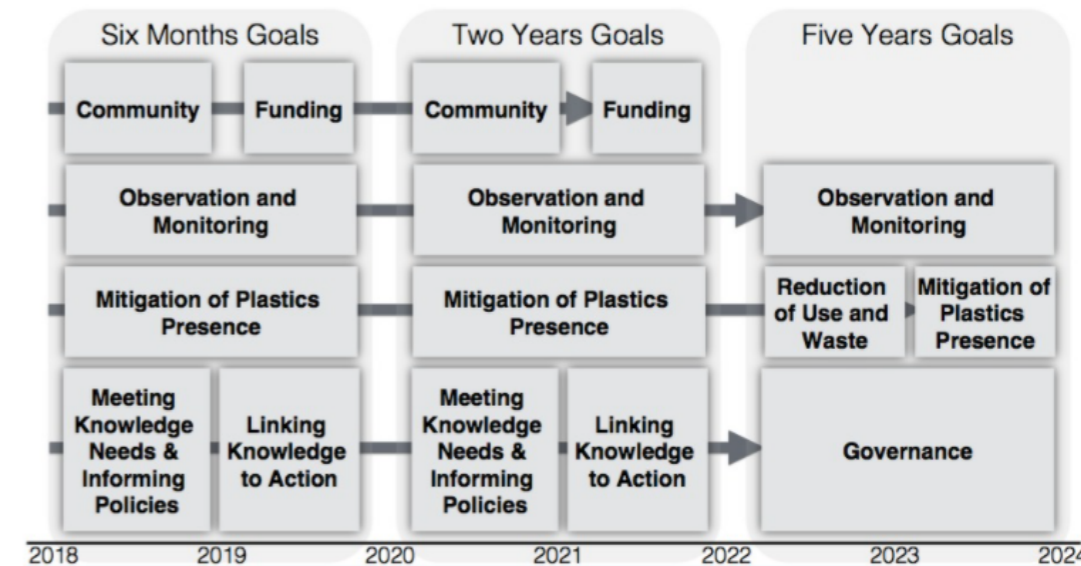 Six Months Goals
Two Years Goals
Five Years Goals
Community
Funding
Community
Funding
Observation and
Monitoring
Observation and
Monitoring
Observation and
Monitoring
Mitigation of Plastics
Presence
Mitigation of Plastics
Presence
Reduction
of Use and
Waste
Mitigation of
Plastics
Presence
Meeting
Knowledge
Needs &
Informing
Policies
Linking
Knowledge
to Action
Meeting
Knowledge
Needs &
Informing
Policies
Linking
Knowledge
to Action
Governance
2018
2019
2020
2021
2022
2023
2024